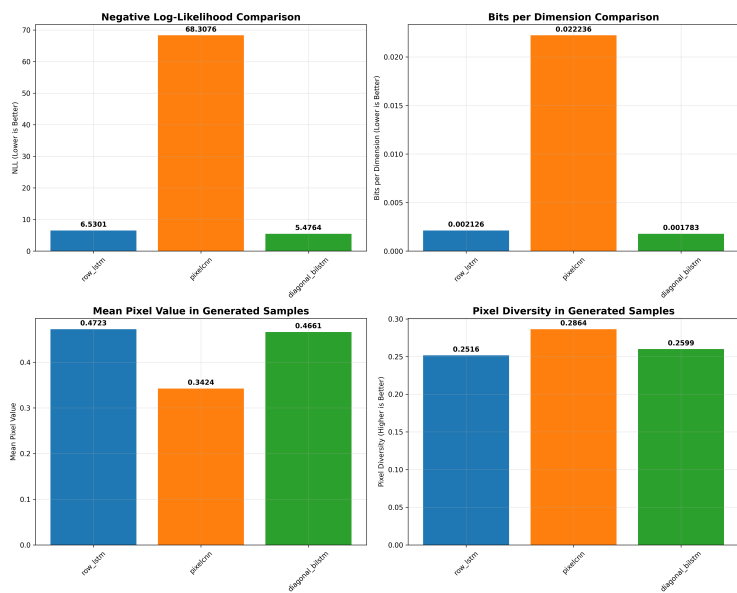 Negative Log-Likelihood Comparison
NLL (Lower is Better)
70
60
50
40
30
20
10
0
6.5301
68.3076
5.4764
row_lstm
pixelcnn
diagonal_bilstm
Bits per Dimension Comparison
Bits per Dimension (Lower is Better)
0.020
0.015
0.010
0.005
0.000
0.002126
0.022236
0.001783
row_lstm
pixelcnn
diagonal_bilstm
Mean Pixel Value in Generated Samples
Mean Pixel Value
0.4
0.3
0.2
0.1
0.0
0.4723
0.3424
0.4661
row_lstm
pixelcnn
diagonal_bilstm
Pixel Diversity in Generated Samples
Pixel Diversity (Higher is Better)
0.30
0.25
0.20
0.15
0.10
0.05
0.00
0.2516
0.2864
0.2599
row_lstm
pixelcnn
diagonal_bilstm